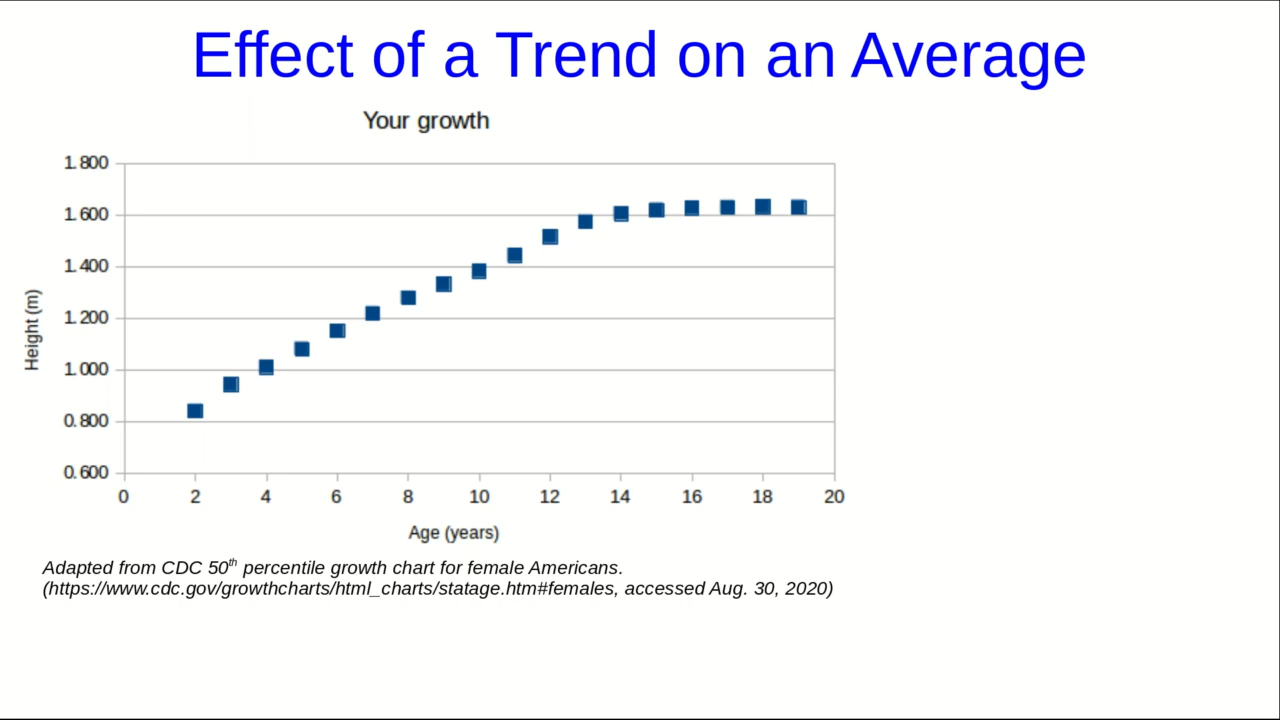 Effect of a Trend on an Average
Your growth
1.800
1.600
1.400
1.200
1.000
0.800
0.600
Height (m)
0 2 4 6 8 10 12 14 16 18 20
Age (years)
Adapted from CDC 50th percentile growth chart for female Americans.
(https://www.cdc.gov/growthcharts/html_charts/statage.htm#females, accessed Aug. 30, 2020)